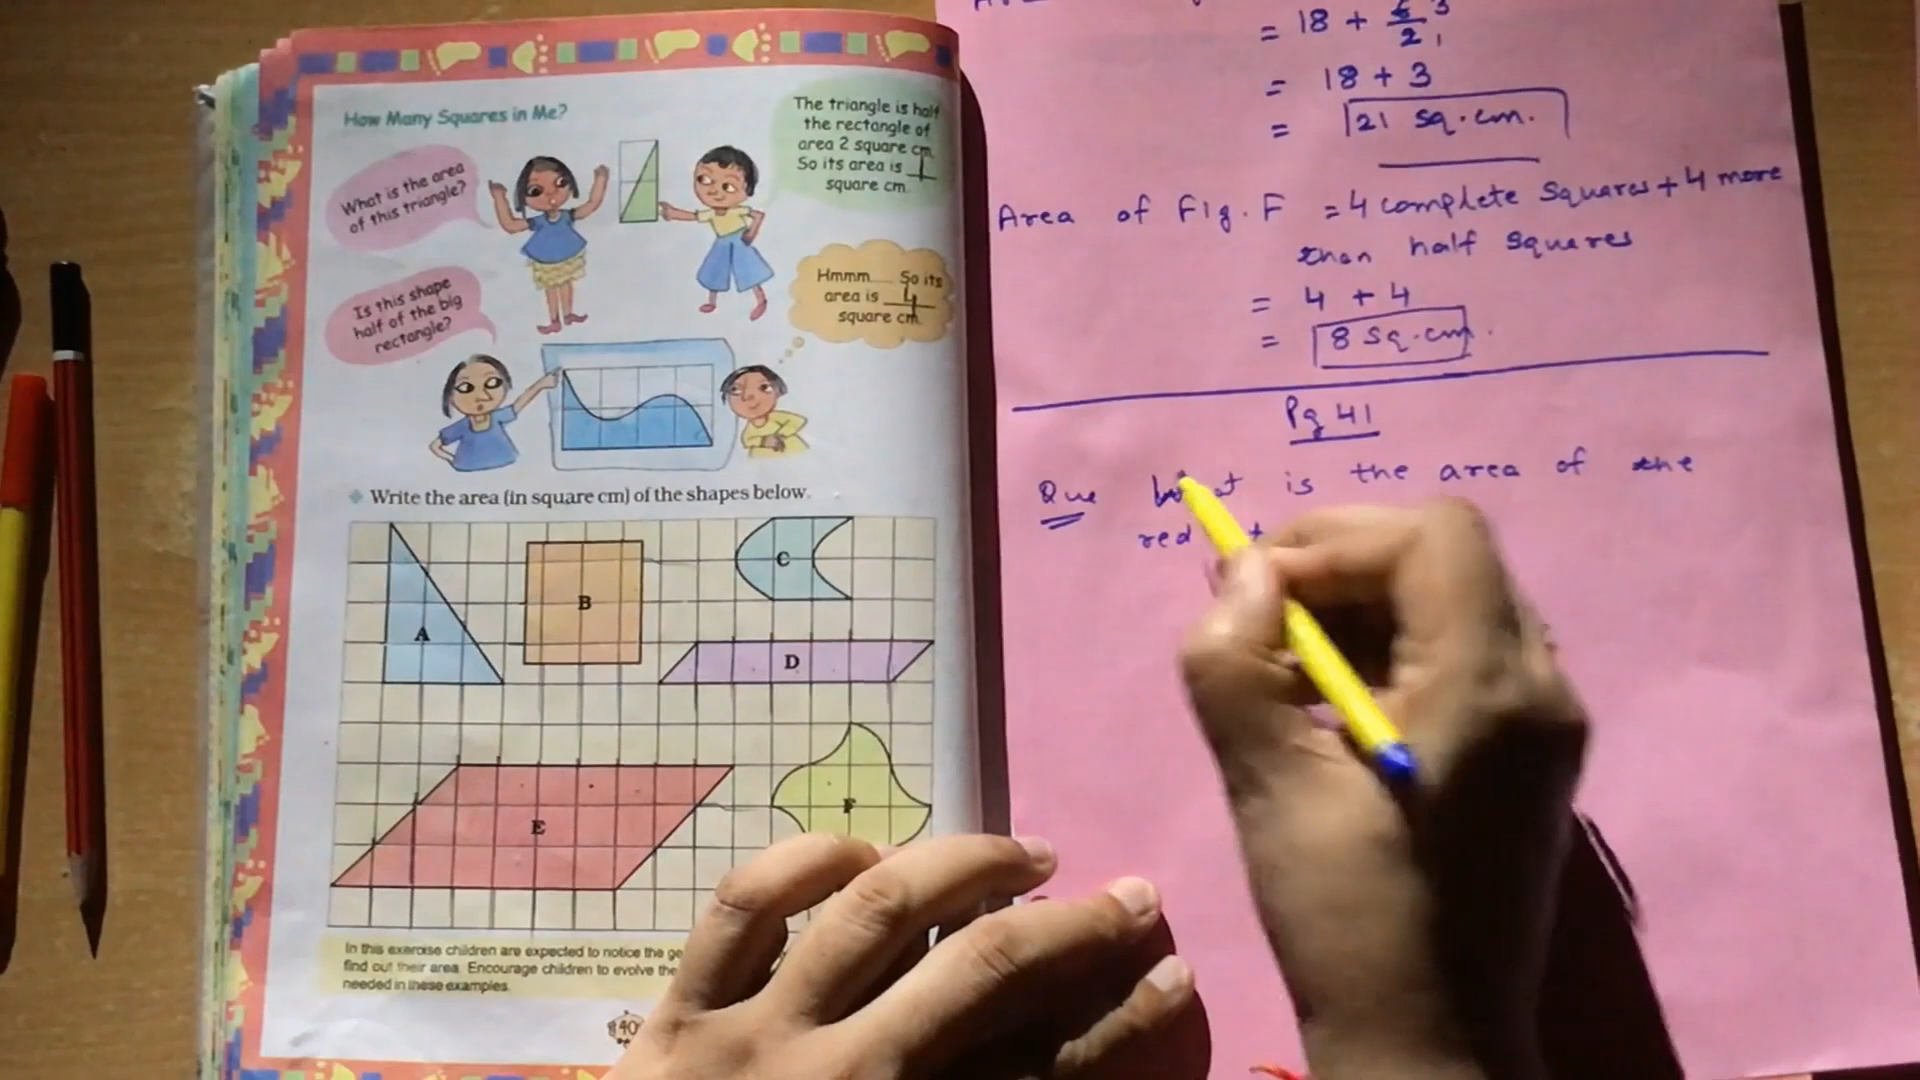 How Many Squares in Me?
What is the area
of this triangle?
The triangle is half
the rectangle of
area 2 square cm.
So its area is 1
square cm.
Is this shape
half of the big
rectangle?
Hmmm So its
area is 4
square cm.
Write the area (in square cm) of the shapes below.
A
B
C
D
E
F
In this exercise children are expected to notice the
find out their area. Encourage children to evolve
needed in these examples.
40
= 18 + 6/2 3 1
= 18 + 3
= 21 sq.cm.
Area of Fig. F = 4 complete Squares + 4 more
than half squares
= 4 + 4
= 8 sq.cm.
Pg 41
Que is the area of the
red